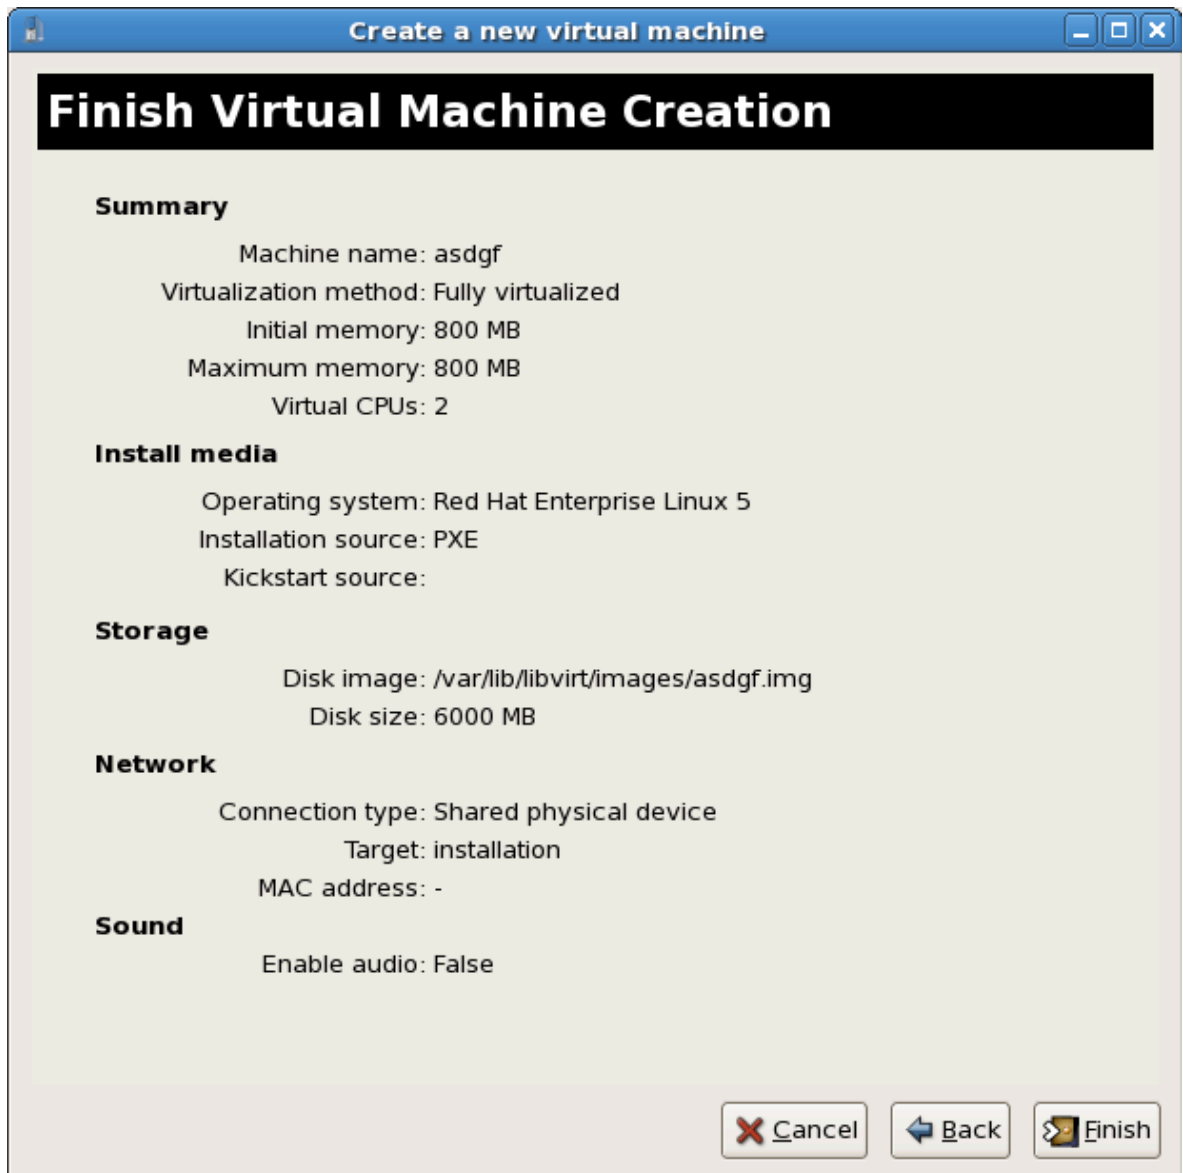 Create a new virtual machine
Finish Virtual Machine Creation
Summary
Machine name: asdgf
Virtualization method: Fully virtualized
Initial memory: 800 MB
Maximum memory: 800 MB
Virtual CPUs: 2
Install media
Operating system: Red Hat Enterprise Linux 5
Installation source: PXE
Kickstart source:
Storage
Disk image: /var/lib/libvirt/images/asdgf.img
Disk size: 6000 MB
Network
Connection type: Shared physical device
Target: installation
MAC address: -
Sound
Enable audio: False
Cancel Back Finish